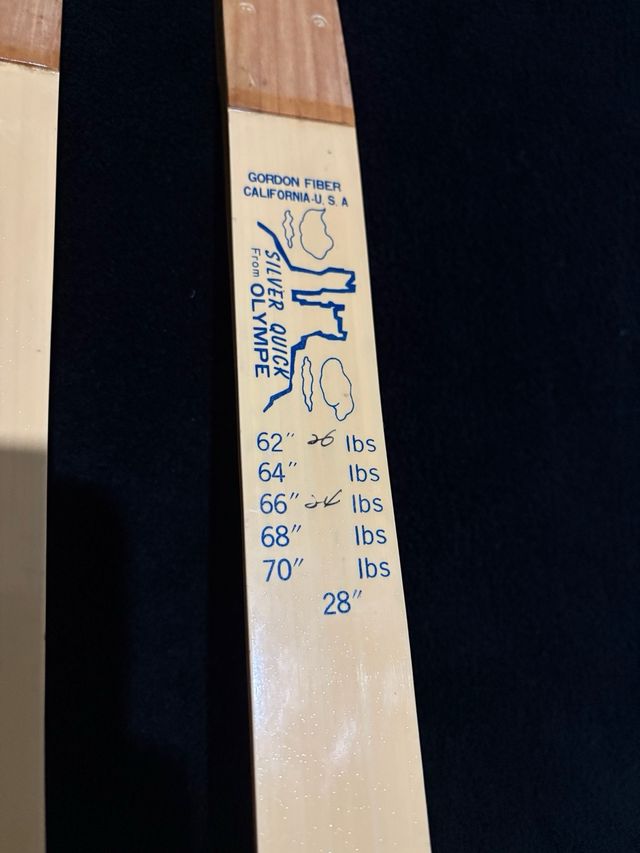 GORDON FIBER
CALIFORNIA-U.S.A
SILVER QUICK
From OLYMPE
62" 26 lbs
64" lbs
66" 24 lbs
68" lbs
70" lbs
28"